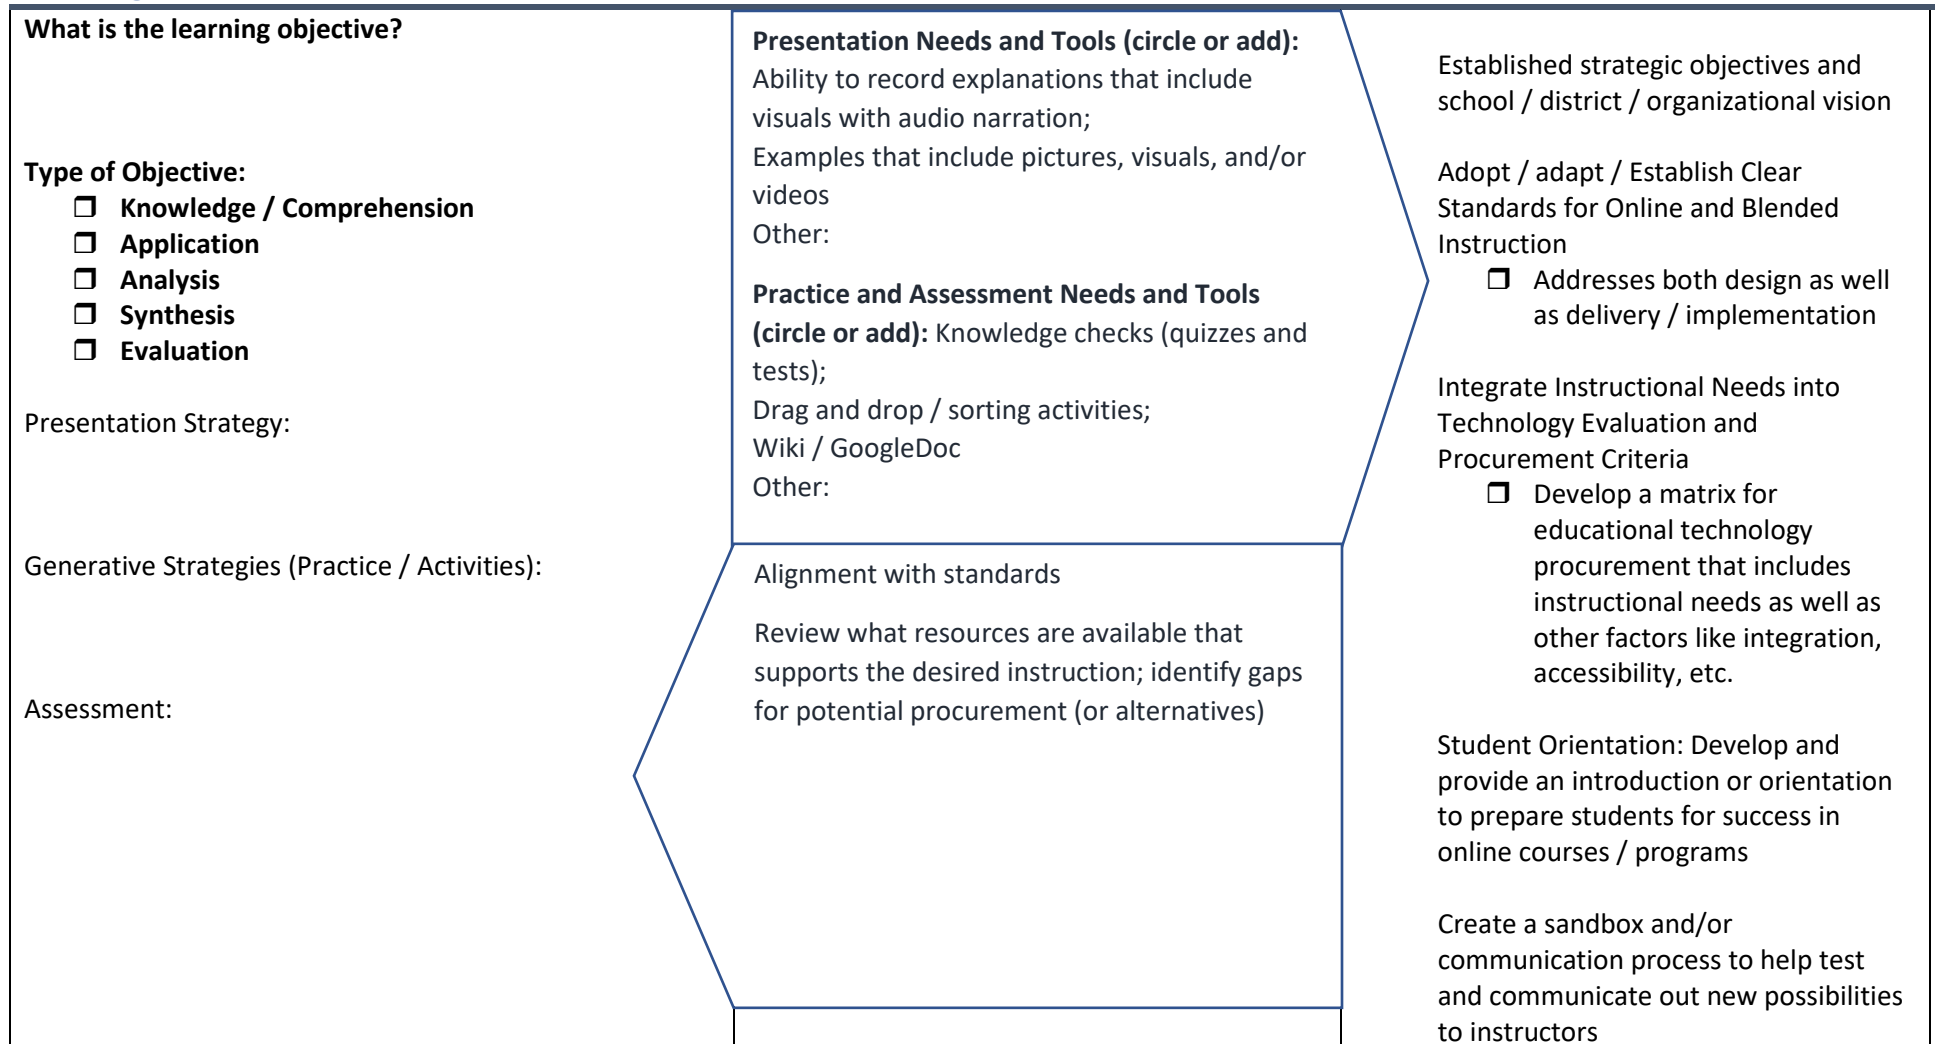 What is the learning objective?
Type of Objective:
❒ Knowledge / Comprehension
❒ Application
❒ Analysis
❒ Synthesis
❒ Evaluation
Presentation Strategy:
Generative Strategies (Practice / Activities):
Assessment:
Presentation Needs and Tools (circle or add):
Ability to record explanations that include
visuals with audio narration;
Examples that include pictures, visuals, and/or
videos
Other:
Practice and Assessment Needs and Tools
(circle or add): Knowledge checks (quizzes and
tests);
Drag and drop / sorting activities;
Wiki / GoogleDoc
Other:
Alignment with standards
Review what resources are available that
supports the desired instruction; identify gaps
for potential procurement (or alternatives)
Established strategic objectives and
school / district / organizational vision
Adopt / adapt / Establish Clear
Standards for Online and Blended
Instruction
❒ Addresses both design as well
as delivery / implementation
Integrate Instructional Needs into
Technology Evaluation and
Procurement Criteria
❒ Develop a matrix for
educational technology
procurement that includes
instructional needs as well as
other factors like integration,
accessibility, etc.
Student Orientation: Develop and
provide an introduction or orientation
to prepare students for success in
online courses / programs
Create a sandbox and/or
communication process to help test
and communicate out new possibilities
to instructors